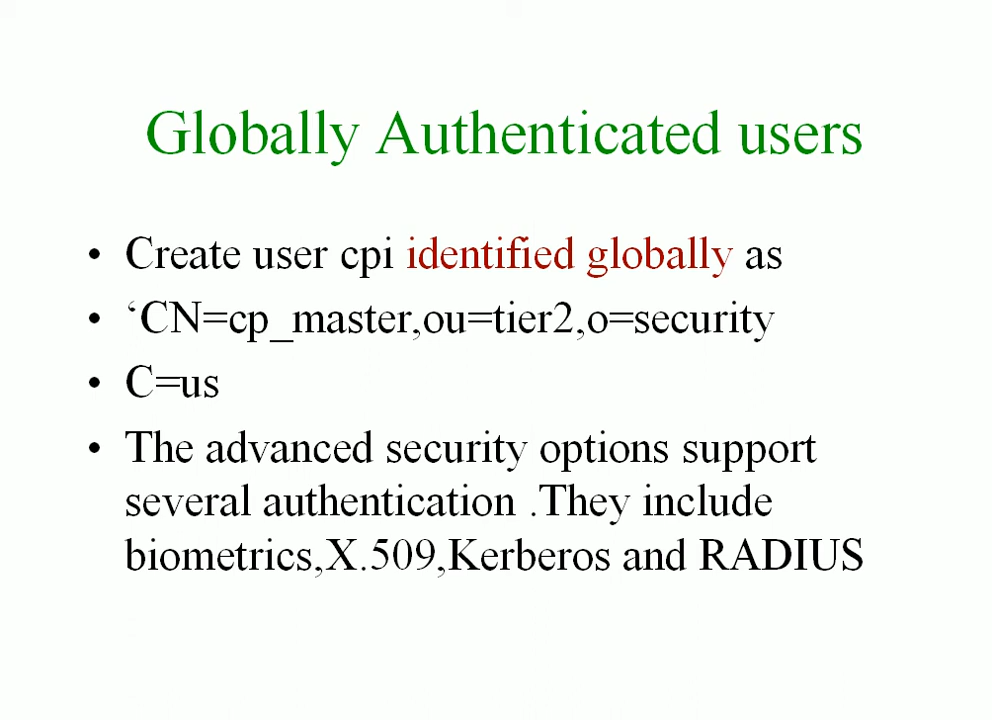 Globally Authenticated users
• Create user cpi identified globally as
• ‘CN=cp_master,ou=tier2,o=security
• C=us
• The advanced security options support
several authentication .They include
biometrics,X.509,Kerberos and RADIUS